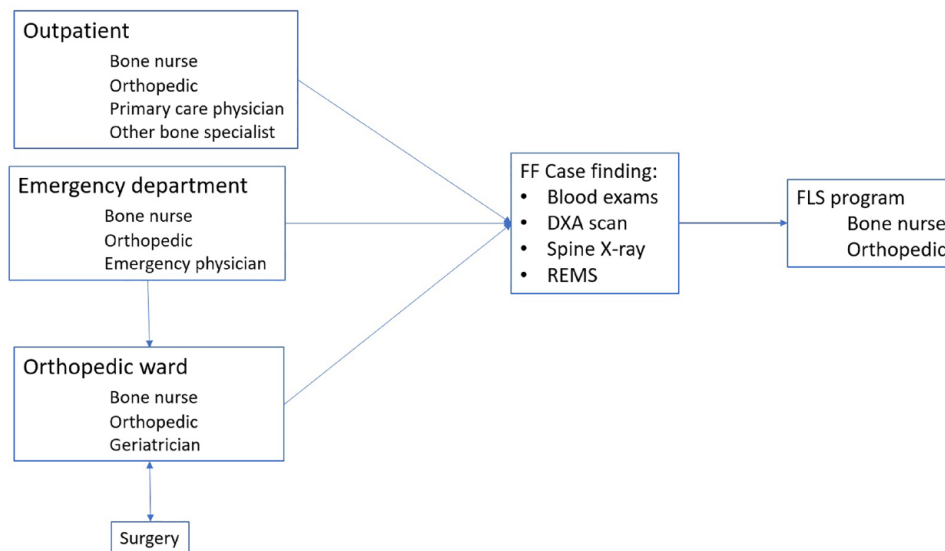 Outpatient
Bone nurse
Orthopedic
Primary care physician
Other bone specialist
Emergency department
Bone nurse
Orthopedic
Emergency physician
Orthopedic ward
Bone nurse
Orthopedic
Geriatrician
Surgery
FF Case finding:
• Blood exams
• DXA scan
• Spine X-ray
• REMS
FLS program
Bone nurse
Orthopedic